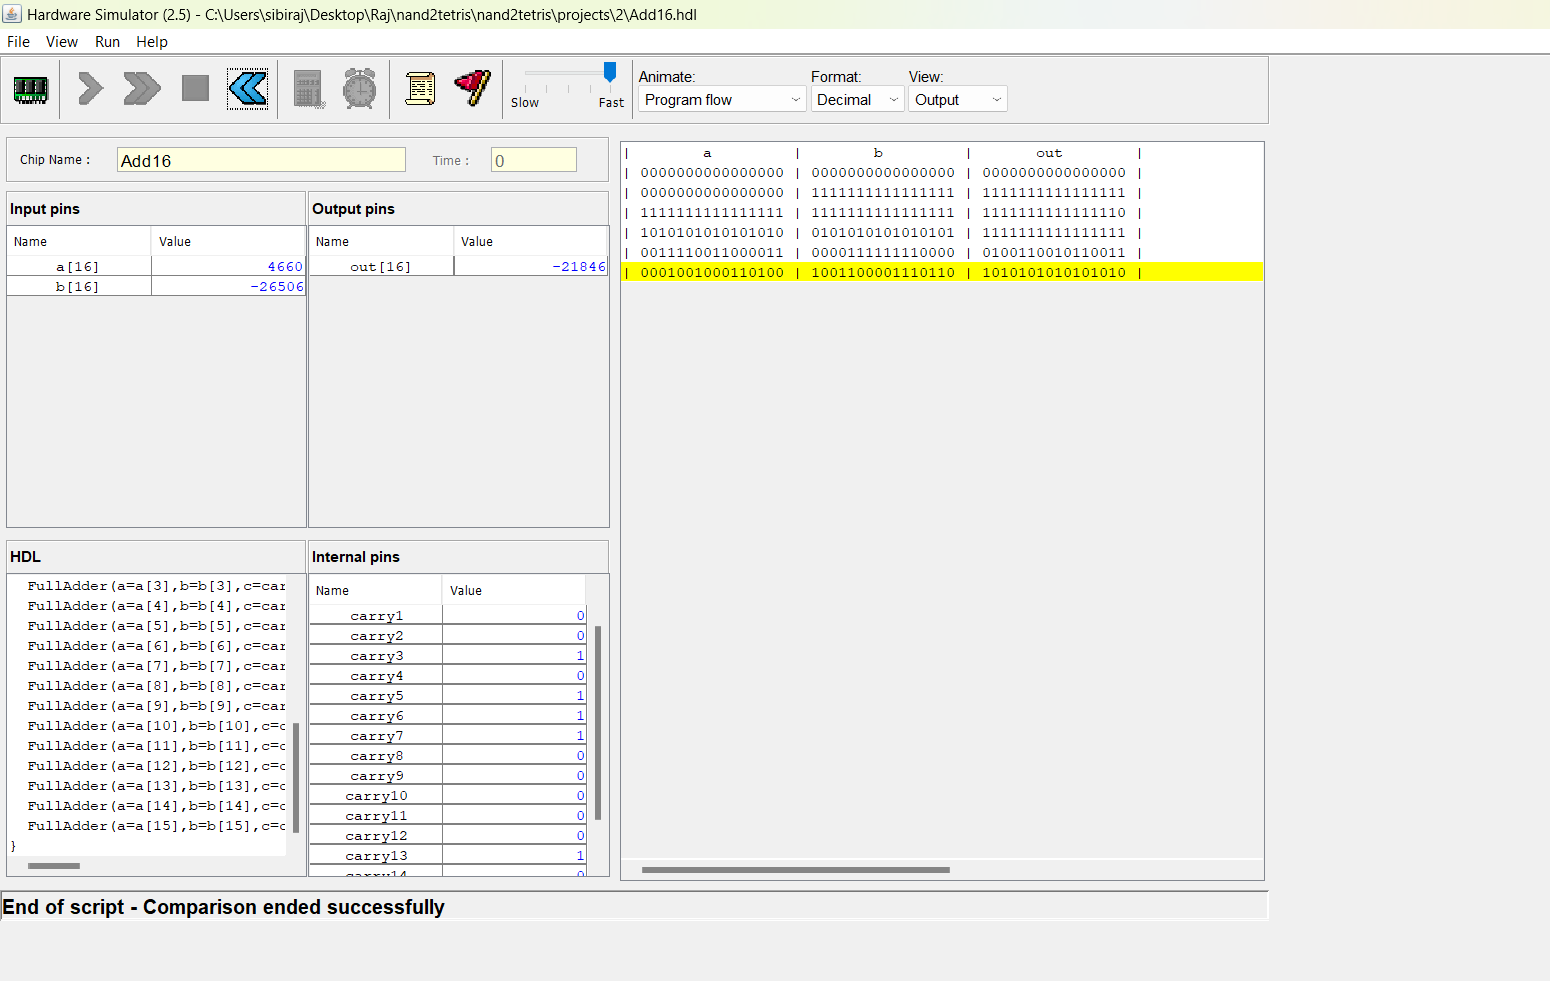 Hardware Simulator (2.5) - C:\Users\sibiraj\Desktop\Raj\nand2tetris\nand2tetris\projects\2\Add16.hdl
File View Run Help
Slow Fast
Animate: Format: View:
Program flow Decimal Output
Chip Name : Add16 Time : 0
Input pins
Name Value
a[16] 4660
b[16] -26506
Output pins
Name Value
out[16] -21846
| a | b | out |
| 0000000000000000 | 0000000000000000 | 0000000000000000 |
| 0000000000000000 | 1111111111111111 | 1111111111111111 |
| 1111111111111111 | 1111111111111111 | 1111111111111110 |
| 1010101010101010 | 0101010101010101 | 1111111111111111 |
| 0011110011000011 | 0000111111110000 | 0100110010110011 |
| 0001001000110100 | 1001100001110110 | 1010101010101010 |
HDL
FullAdder(a=a[3],b=b[3],c=car
FullAdder(a=a[4],b=b[4],c=car
FullAdder(a=a[5],b=b[5],c=car
FullAdder(a=a[6],b=b[6],c=car
FullAdder(a=a[7],b=b[7],c=car
FullAdder(a=a[8],b=b[8],c=car
FullAdder(a=a[9],b=b[9],c=car
FullAdder(a=a[10],b=b[10],c=c
FullAdder(a=a[11],b=b[11],c=c
FullAdder(a=a[12],b=b[12],c=c
FullAdder(a=a[13],b=b[13],c=c
FullAdder(a=a[14],b=b[14],c=c
FullAdder(a=a[15],b=b[15],c=c
}
Internal pins
Name Value
carry1 0
carry2 0
carry3 1
carry4 0
carry5 1
carry6 1
carry7 1
carry8 0
carry9 0
carry10 0
carry11 0
carry12 0
carry13 1
carry14 0
End of script - Comparison ended successfully